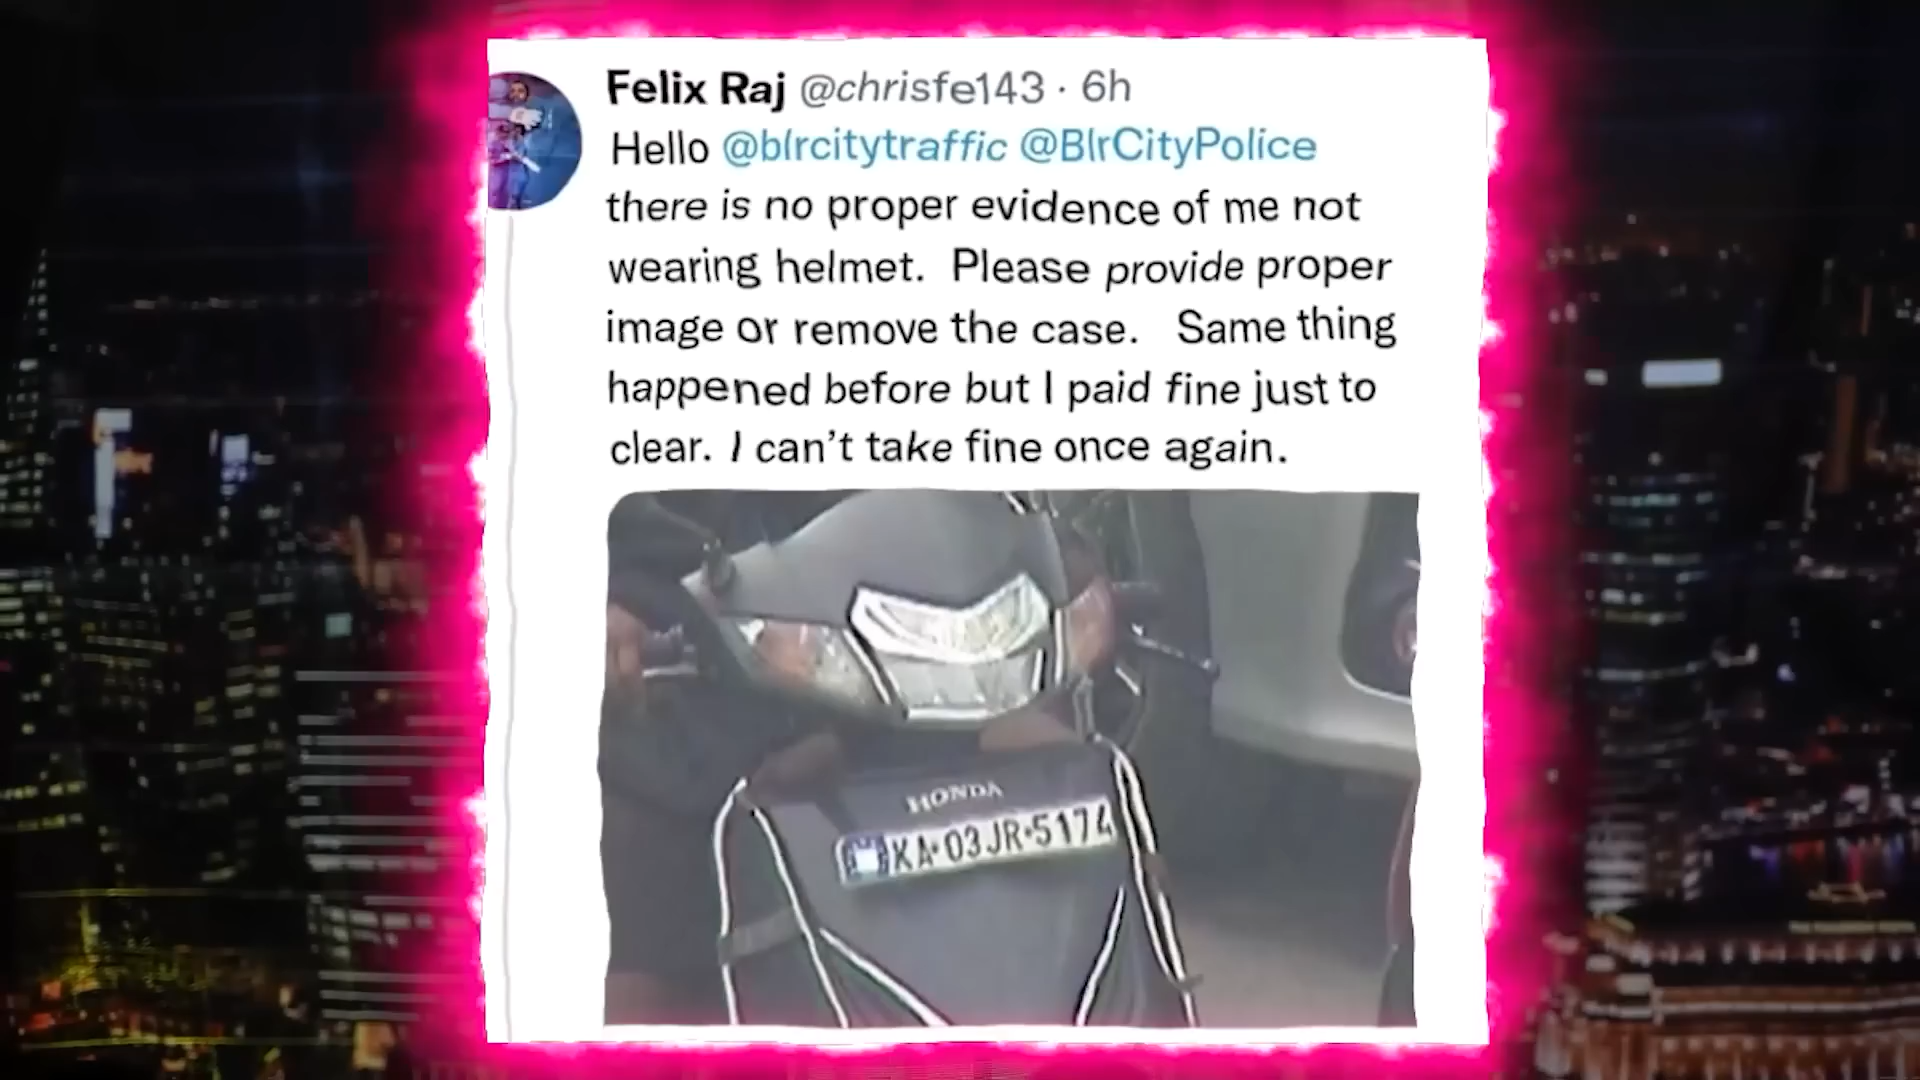 Felix Raj @chrisfe143 · 6h
Hello @blrcitytraffic @BlrCityPolice
there is no proper evidence of me not
wearing helmet.  Please provide proper
image or remove the case.   Same thing
happened before but I paid fine just to
clear. I can’t take fine once again.
HONDA
KA·03JR·5174